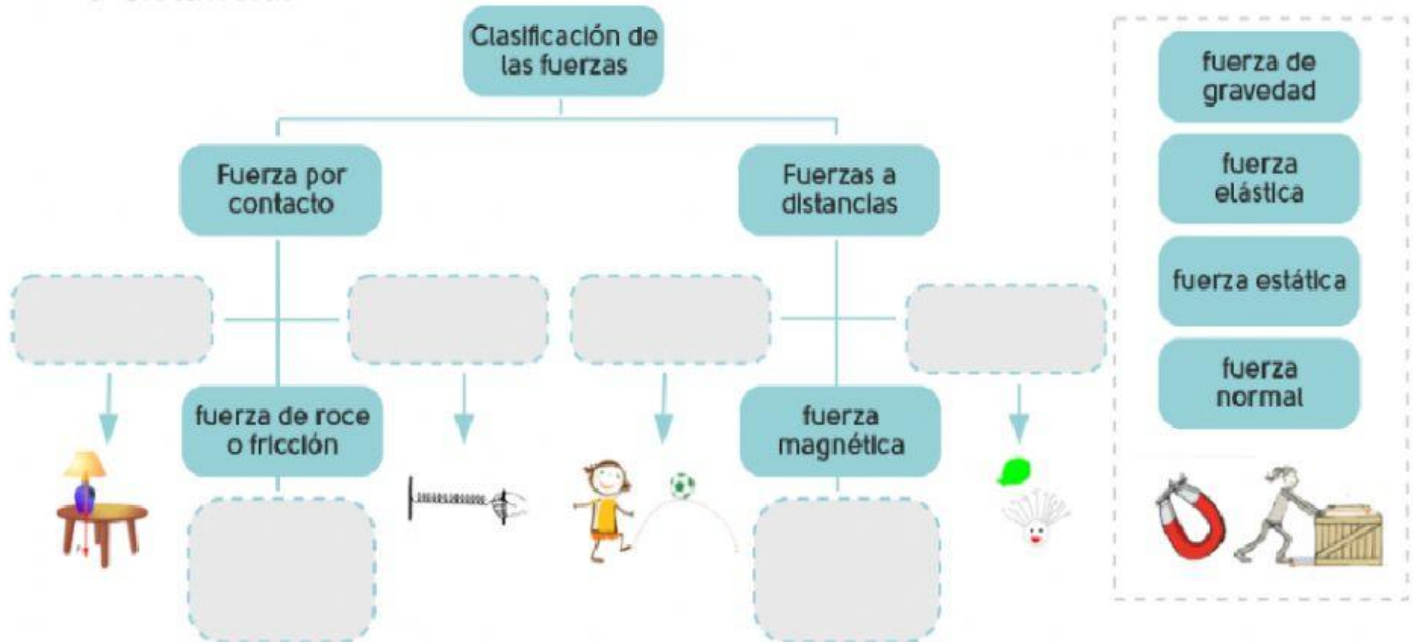 Clasificación de
las fuerzas
Fuerza por
contacto
Fuerzas a
distancias
fuerza de roce
o fricción
fuerza
magnética
fuerza de
gravedad
fuerza
elástica
fuerza estática
fuerza
normal